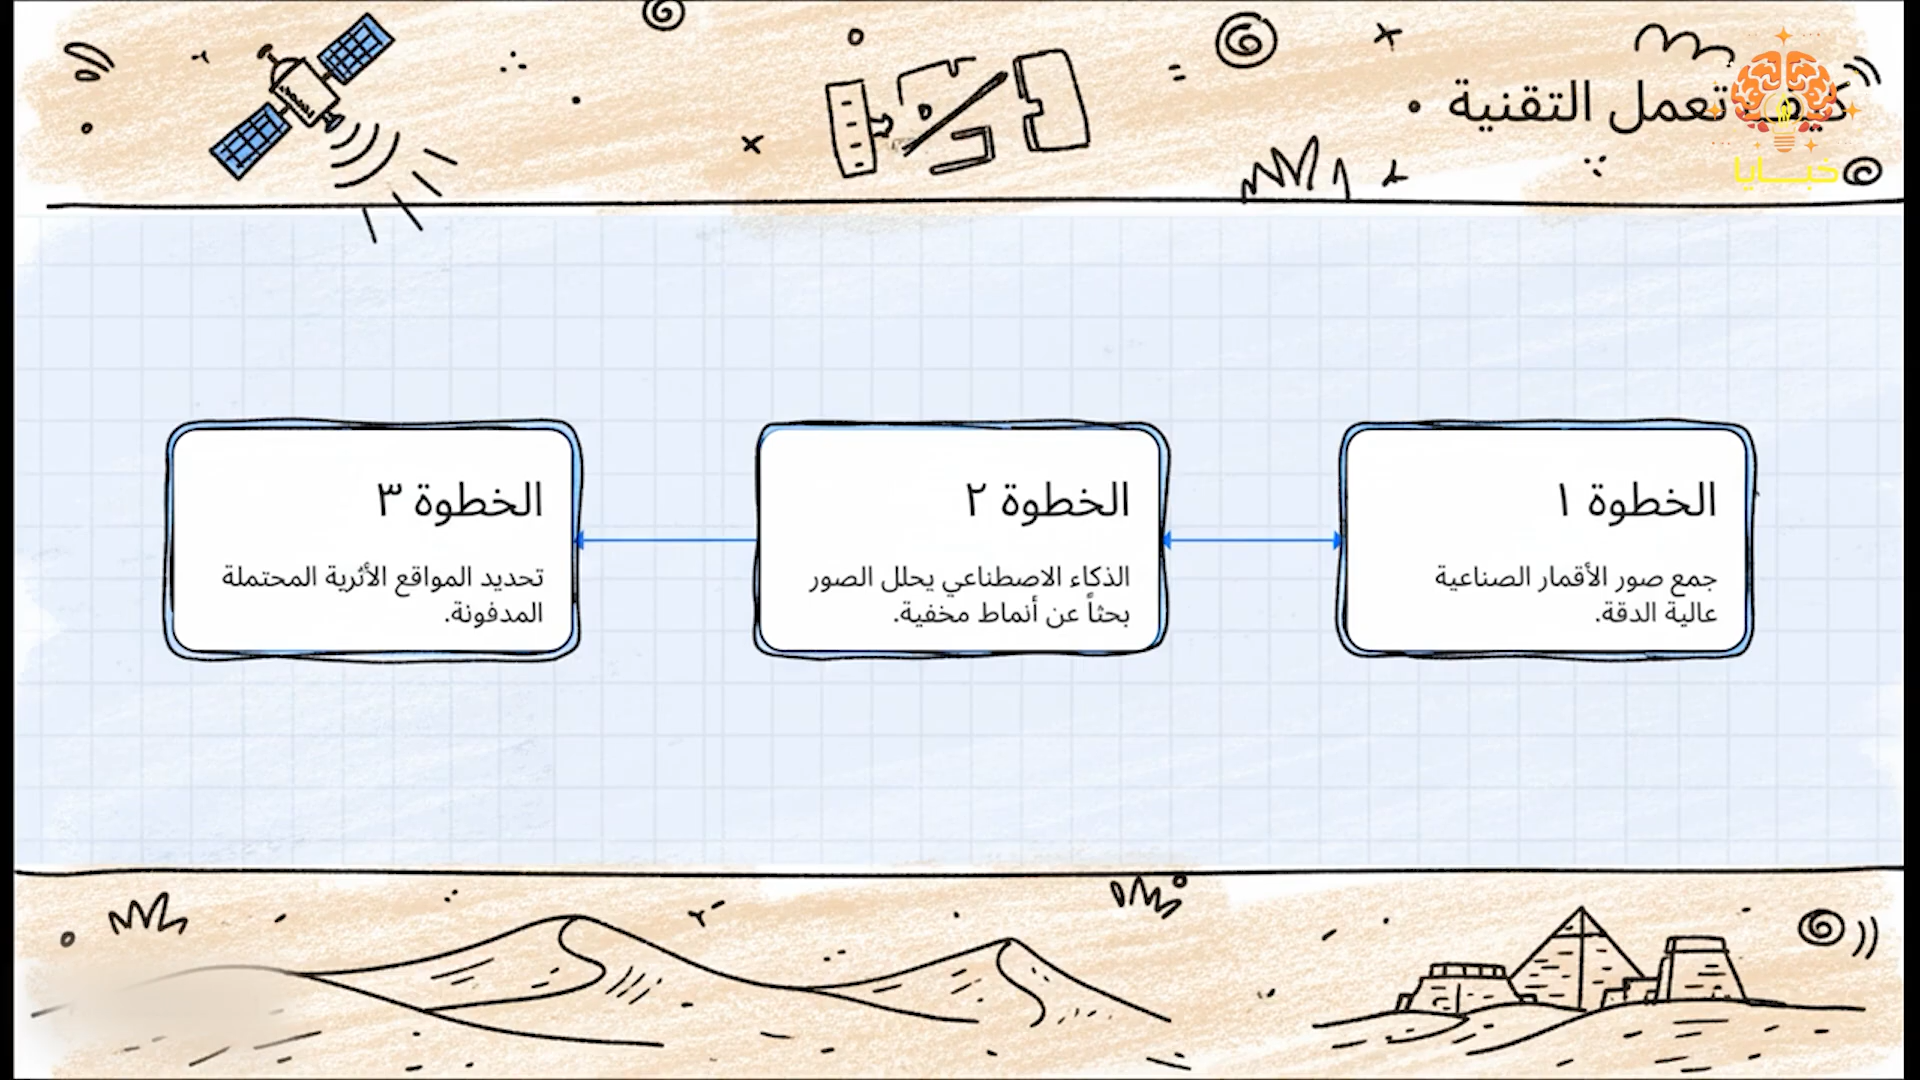 تعمل التقنية
خبايا
الخطوة ١
جمع صور الأقمار الصناعية
عالية الدقة.
الخطوة ٢
الذكاء الاصطناعي يحلل الصور
بحثاً عن أنماط مخفية.
الخطوة ٣
تحديد المواقع الأثرية المحتملة
المدفونة.